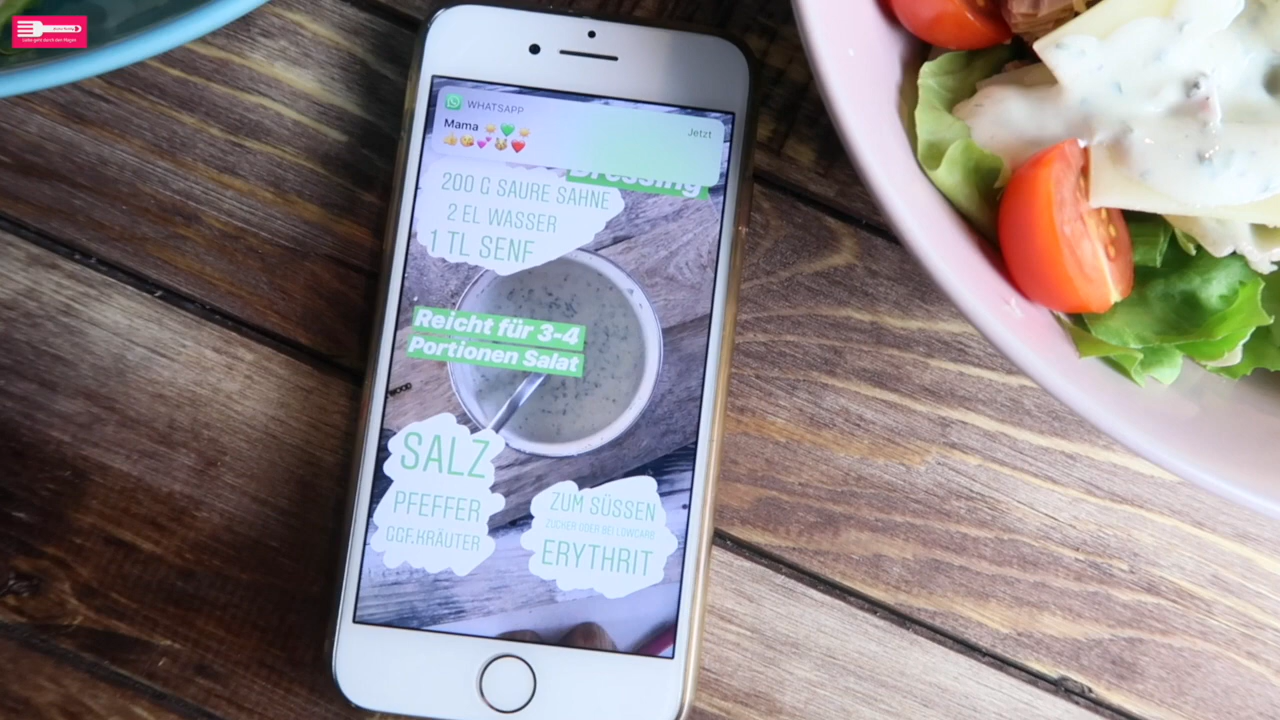 WHATSAPP
Mama
Jetzt
Dressing
200 G SAURE SAHNE
2 EL WASSER
1 TL SENF
Reicht für 3-4
Portionen Salat
WOOD
SALZ
PFEFFER
GGF.KRÄUTER
ZUM SÜSSEN
ZUCKER ODER BEI LOWCARB
ERYTHRIT